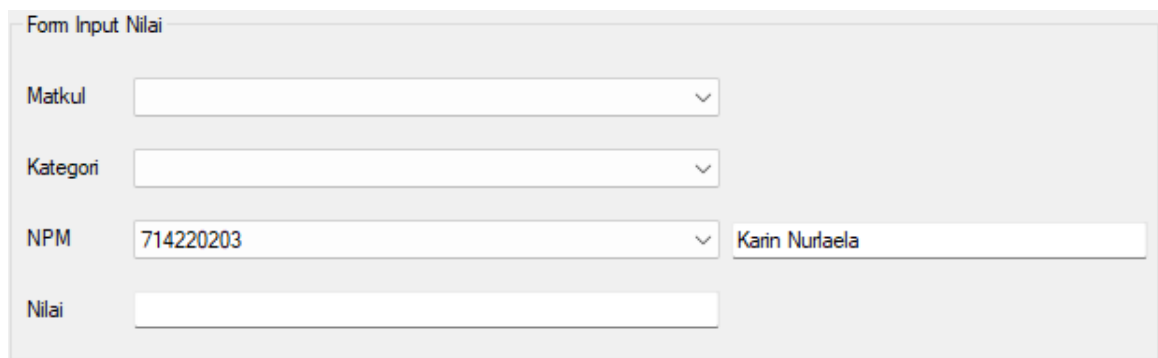 Form Input Nilai
Matkul
Kategori
NPM 714220203 Karin Nurlaela
Nilai